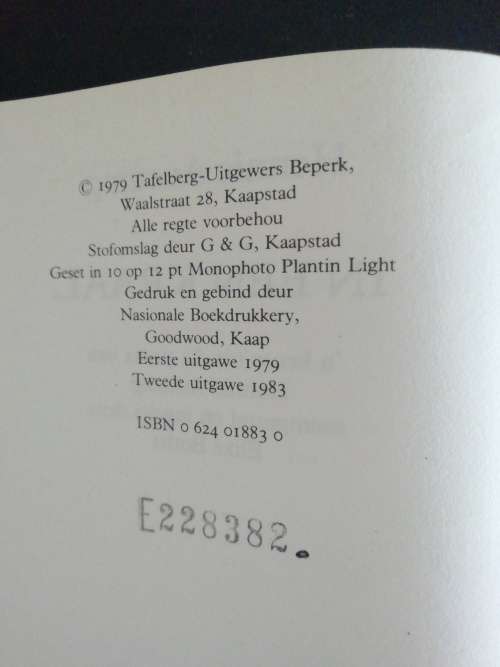 © 1979 Tafelberg-Uitgewers Beperk,
Waalstraat 28, Kaapstad
Alle regte voorbehou
Stofomslag deur G & G, Kaapstad
Geset in 10 op 12 pt Monophoto Plantin Light
Gedruk en gebind deur
Nasionale Boekdrukkery,
Goodwood, Kaap
Eerste uitgawe 1979
Tweede uitgawe 1983
ISBN 0 624 01883 0
E228382.